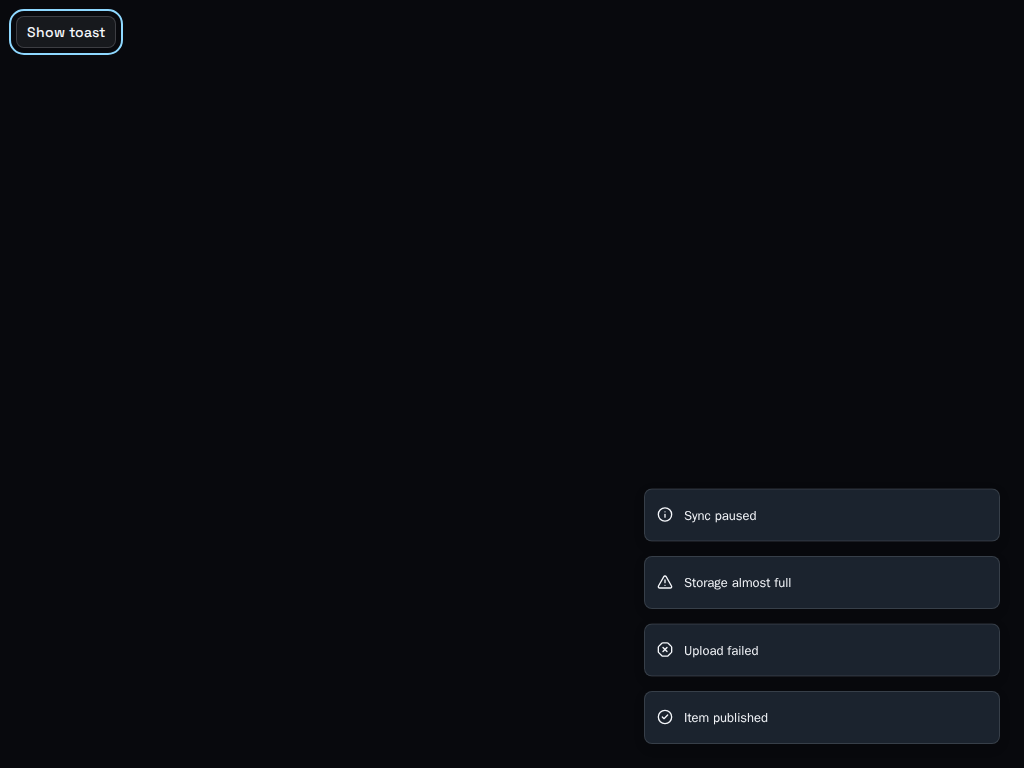 Show toast
Sync paused
Storage almost full
Upload failed
Item published